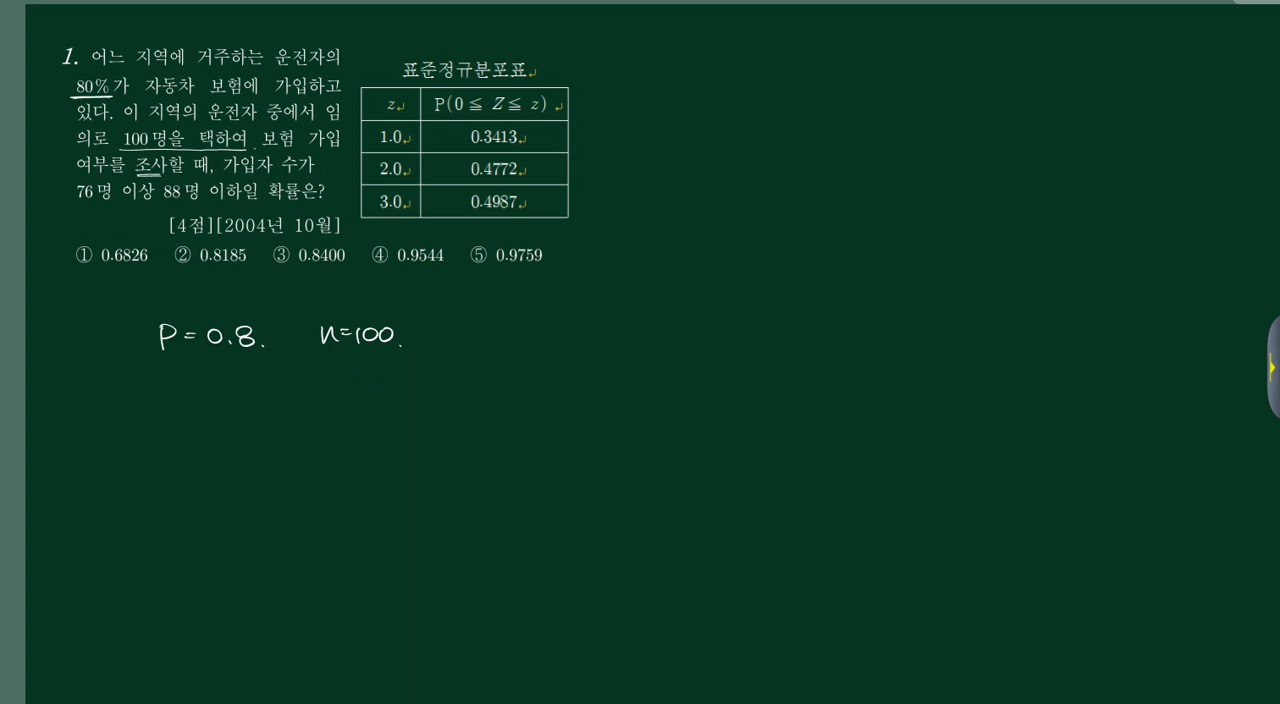 1. 어느 지역에 거주하는 운전자의
80%가 자동차 보험에 가입하고
있다. 이 지역의 운전자 중에서 임
의로 100명을 택하여 보험 가입
여부를 조사할 때, 가입자 수가
76명 이상 88명 이하일 확률은?
[4점][2004년 10월]
표준정규분포표↵
z↵ P(0≦Z≦z)↵
1.0↵ 0.3413↵
2.0↵ 0.4772↵
3.0↵ 0.4987↵
① 0.6826 ② 0.8185 ③ 0.8400 ④ 0.9544 ⑤ 0.9759
P=0.8. n=100.